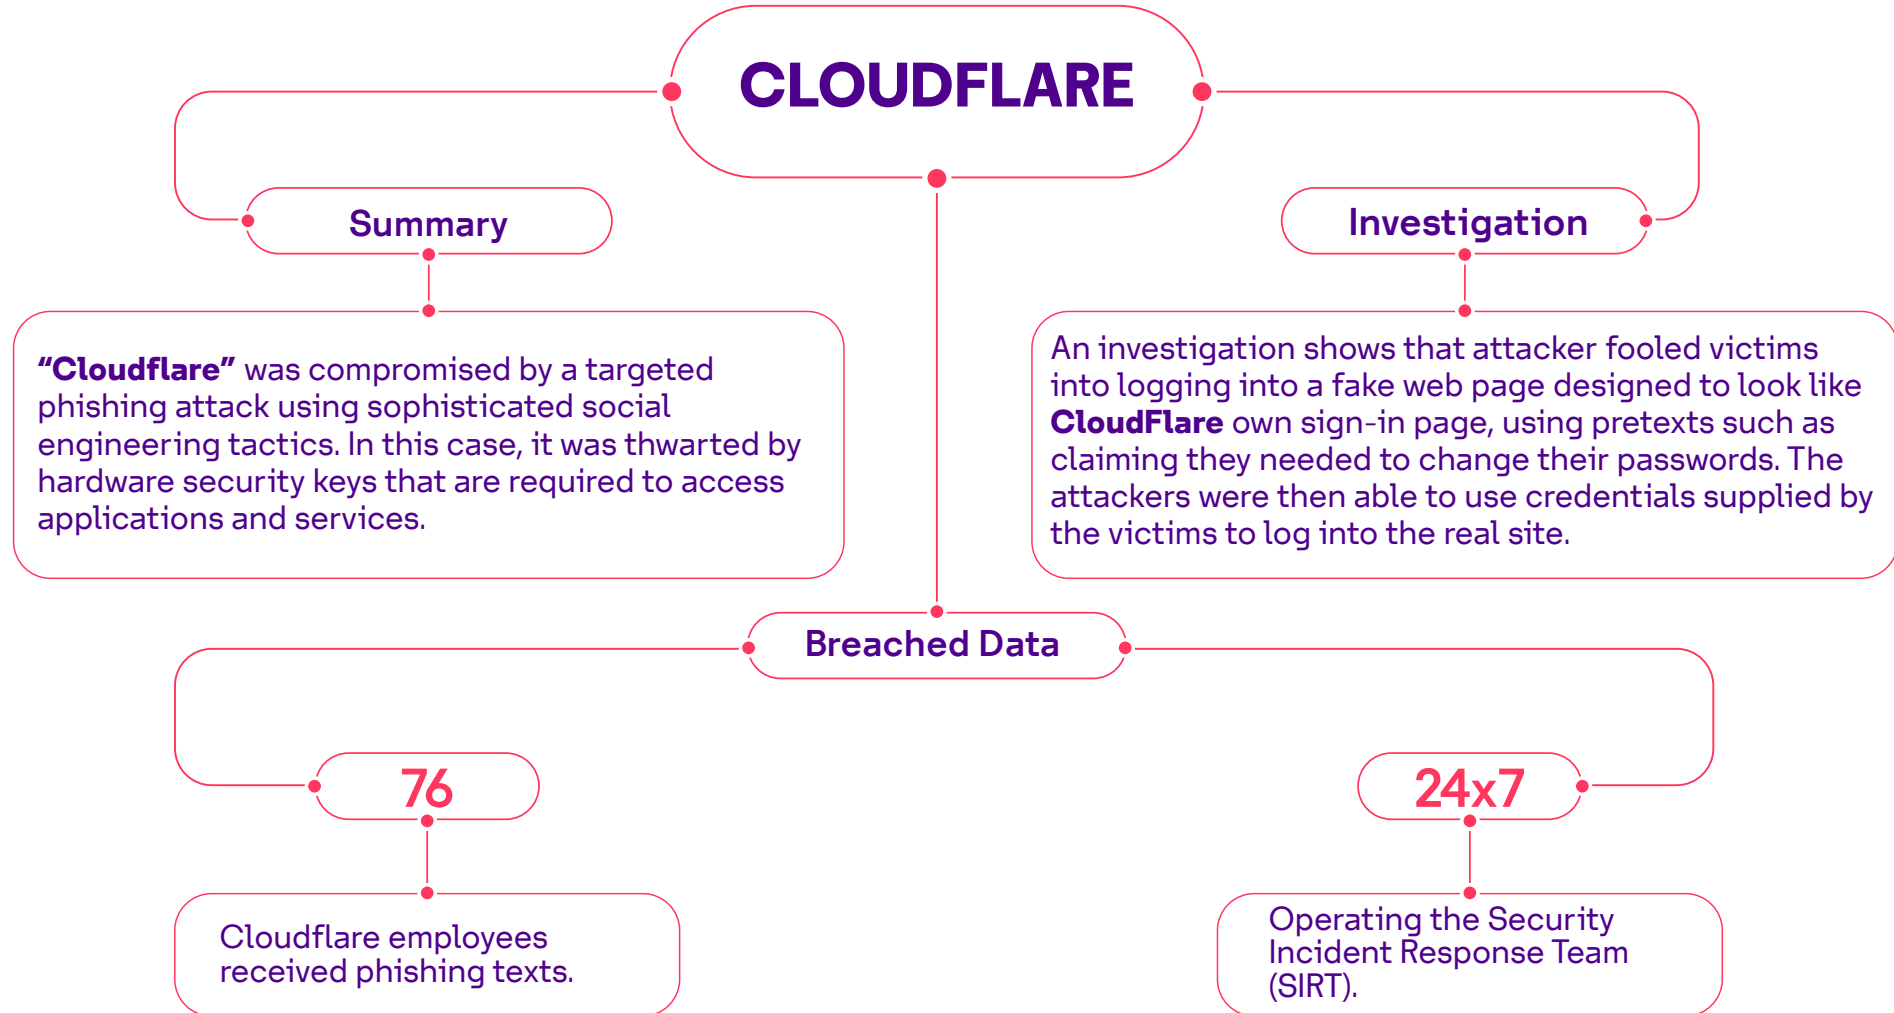 CLOUDFLARE
Summary
“Cloudflare” was compromised by a targeted
phishing attack using sophisticated social
engineering tactics. In this case, it was thwarted by
hardware security keys that are required to access
applications and services.
Investigation
An investigation shows that attacker fooled victims
into logging into a fake web page designed to look like
CloudFlare own sign-in page, using pretexts such as
claiming they needed to change their passwords. The
attackers were then able to use credentials supplied by
the victims to log into the real site.
Breached Data
76
Cloudflare employees
received phishing texts.
24x7
Operating the Security
Incident Response Team
(SIRT).